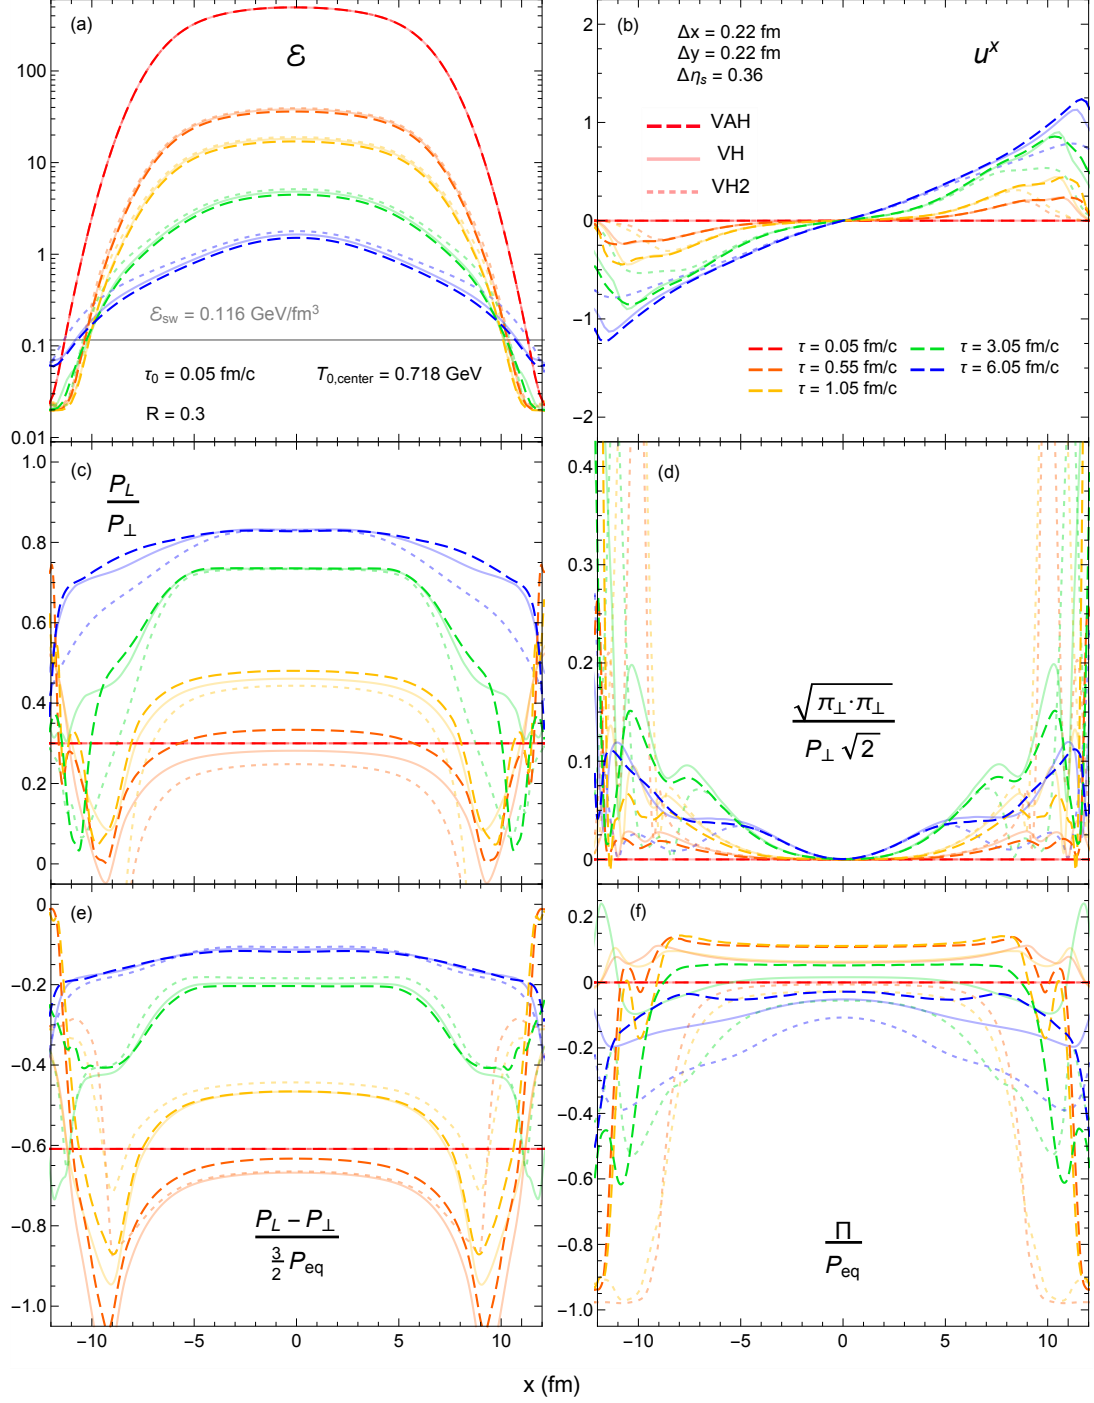 (a)
ℰ
100
10
1
0.1
0.01
ℰsw = 0.116 GeV/fm³
τ₀ = 0.05 fm/c
T₀,center = 0.718 GeV
R = 0.3
(b)
Δx = 0.22 fm
Δy = 0.22 fm
Δηₛ = 0.36
uˣ
VAH
VH
VH2
2
1
0
−1
−2
τ = 0.05 fm/c
τ = 3.05 fm/c
τ = 0.55 fm/c
τ = 6.05 fm/c
τ = 1.05 fm/c
(c)
P_L
P⊥
1.0
0.8
0.6
0.4
0.2
0
(d)
√π⊥·π⊥
P⊥ √2
0.4
0.3
0.2
0.1
0
(e)
P_L − P⊥
3/2 Peq
0
−0.2
−0.4
−0.6
−0.8
−1.0
−10
−5
0
5
10
(f)
Π
Peq
0.2
0
−0.2
−0.4
−0.6
−0.8
−1.0
−10
−5
0
5
10
x (fm)